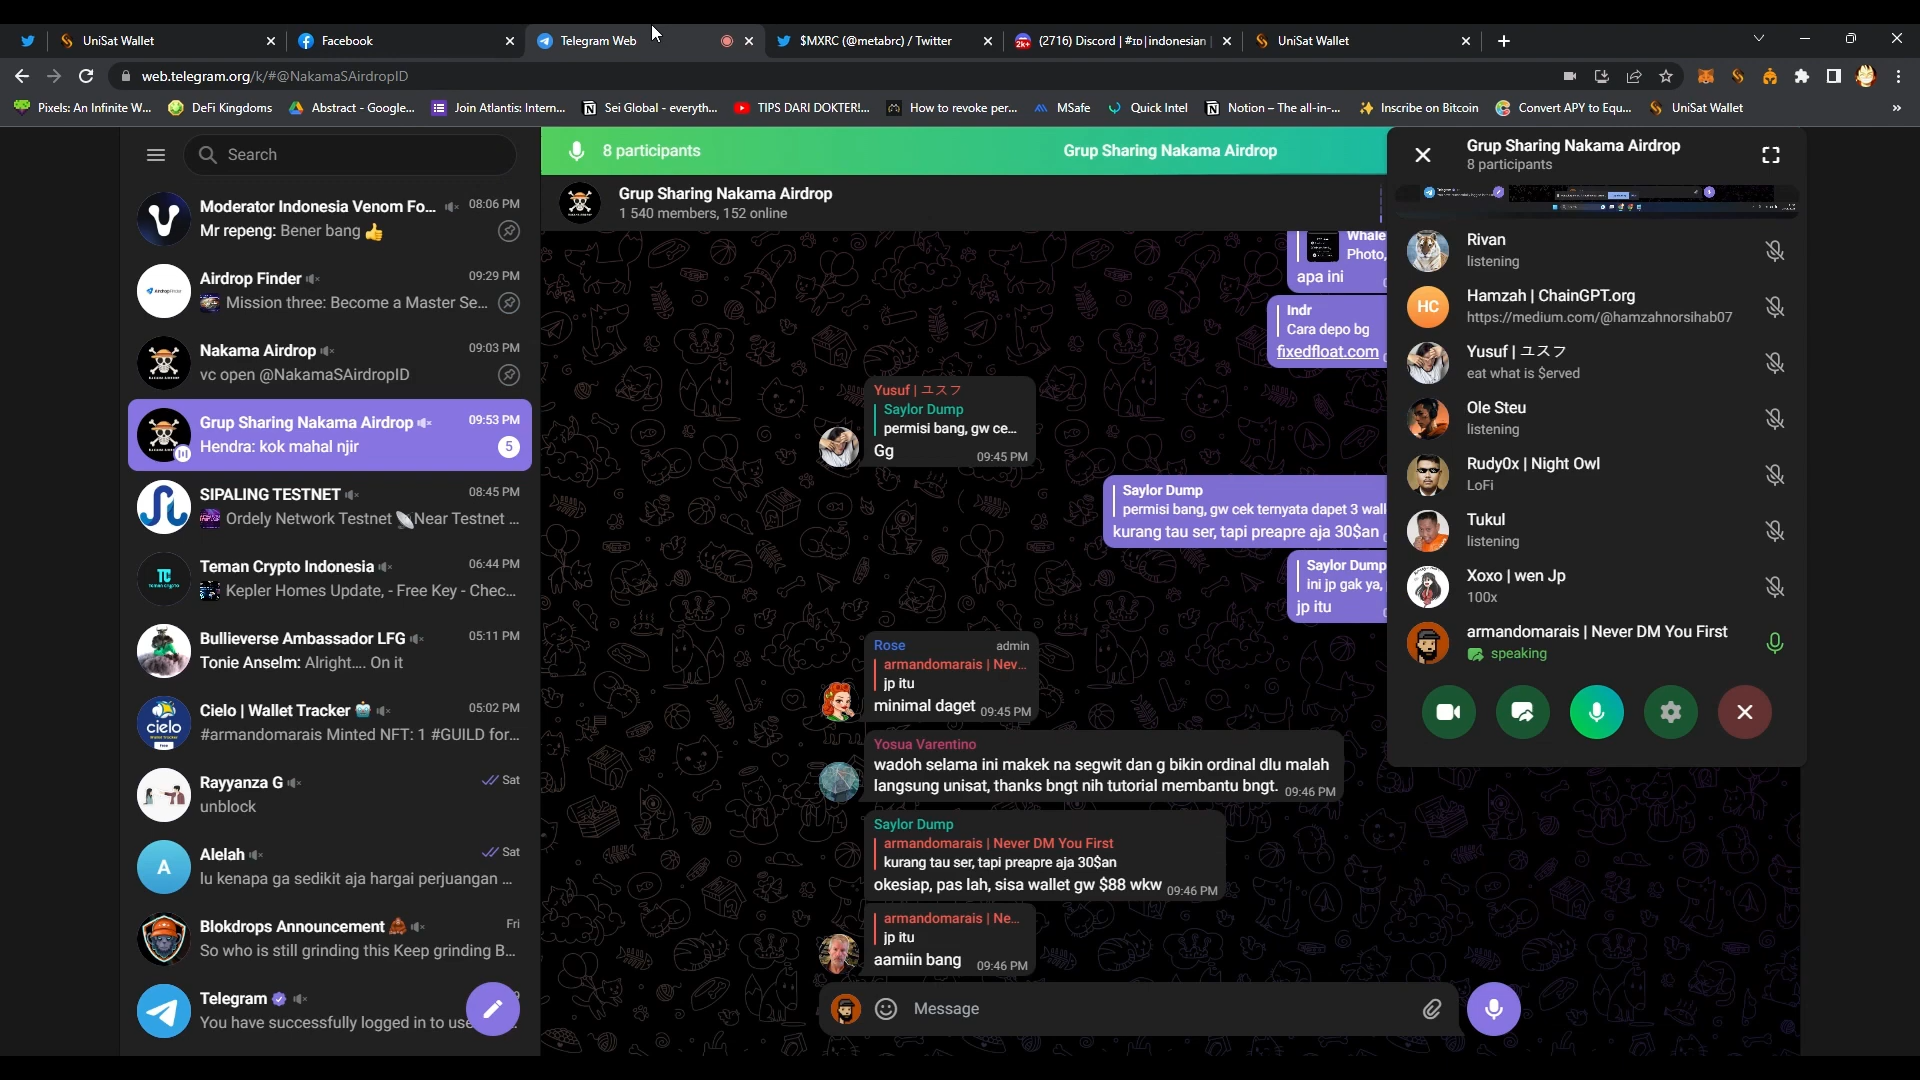 UniSat Wallet
Facebook
Telegram Web
$MXRC (@metabrc) / Twitter
(2716) Discord | #ɪᴅ|indonesian |
UniSat Wallet
web.telegram.org/k/#@NakamaSAirdropID
Pixels: An Infinite W...
DeFi Kingdoms
Abstract - Google...
Join Atlantis: Intern...
Sei Global - everyth...
TIPS DARI DOKTER!...
How to revoke per...
MSafe
Quick Intel
Notion – The all-in-...
Inscribe on Bitcoin
Convert APY to Equ...
UniSat Wallet
Search
Moderator Indonesia Venom Fo... 08:06 PM
Mr repeng: Bener bang 👍
Airdrop Finder 09:29 PM
Mission three: Become a Master Se...
Nakama Airdrop 09:03 PM
vc open @NakamaSAirdropID
Grup Sharing Nakama Airdrop 09:53 PM
Hendra: kok mahal njir 5
SIPALING TESTNET 08:45 PM
Ordely Network Testnet 📡Near Testnet ...
TC
Teman Crypto Indonesia 06:44 PM
Kepler Homes Update, - Free Key - Chec...
Bullieverse Ambassador LFG 05:11 PM
Tonie Anselm: Alright.... On it
cielo
Cielo | Wallet Tracker 🤖 05:02 PM
#armandomarais Minted NFT: 1 #GUILD for...
Rayyanza G Sat
unblock
A
Alelah Sat
lu kenapa ga sedikit aja hargai perjuangan ...
Blokdrops Announcement Fri
So who is still grinding this Keep grinding B...
Telegram
You have successfully logged in to use
8 participants
Grup Sharing Nakama Airdrop
Grup Sharing Nakama Airdrop
1 540 members, 152 online
Whale
Photo,
apa ini
Indr
Cara depo bg
fixedfloat.com
Yusuf | ユスフ
Saylor Dump
permisi bang, gw ce...
Gg 09:45 PM
Saylor Dump
permisi bang, gw cek ternyata dapet 3 wall
kurang tau ser, tapi preapre aja 30$an
Saylor Dump
ini jp gak ya,
jp itu
Rose admin
armandomarais | Nev...
jp itu
minimal daget 09:45 PM
Yosua Varentino
wadoh selama ini makek na segwit dan g bikin ordinal dlu malah
langsung unisat, thanks bngt nih tutorial membantu bngt. 09:46 PM
Saylor Dump
armandomarais | Never DM You First
kurang tau ser, tapi preapre aja 30$an
okesiap, pas lah, sisa wallet gw $88 wkw 09:46 PM
armandomarais | Ne...
jp itu
aamiin bang 09:46 PM
Message
Grup Sharing Nakama Airdrop
8 participants
Rivan
listening
HC
Hamzah | ChainGPT.org
https://medium.com/@hamzahnorsihab07
Yusuf | ユスフ
eat what is $erved
Ole Steu
listening
Rudy0x | Night Owl
LoFi
Tukul
listening
Xoxo | wen Jp
100x
armandomarais | Never DM You First
speaking